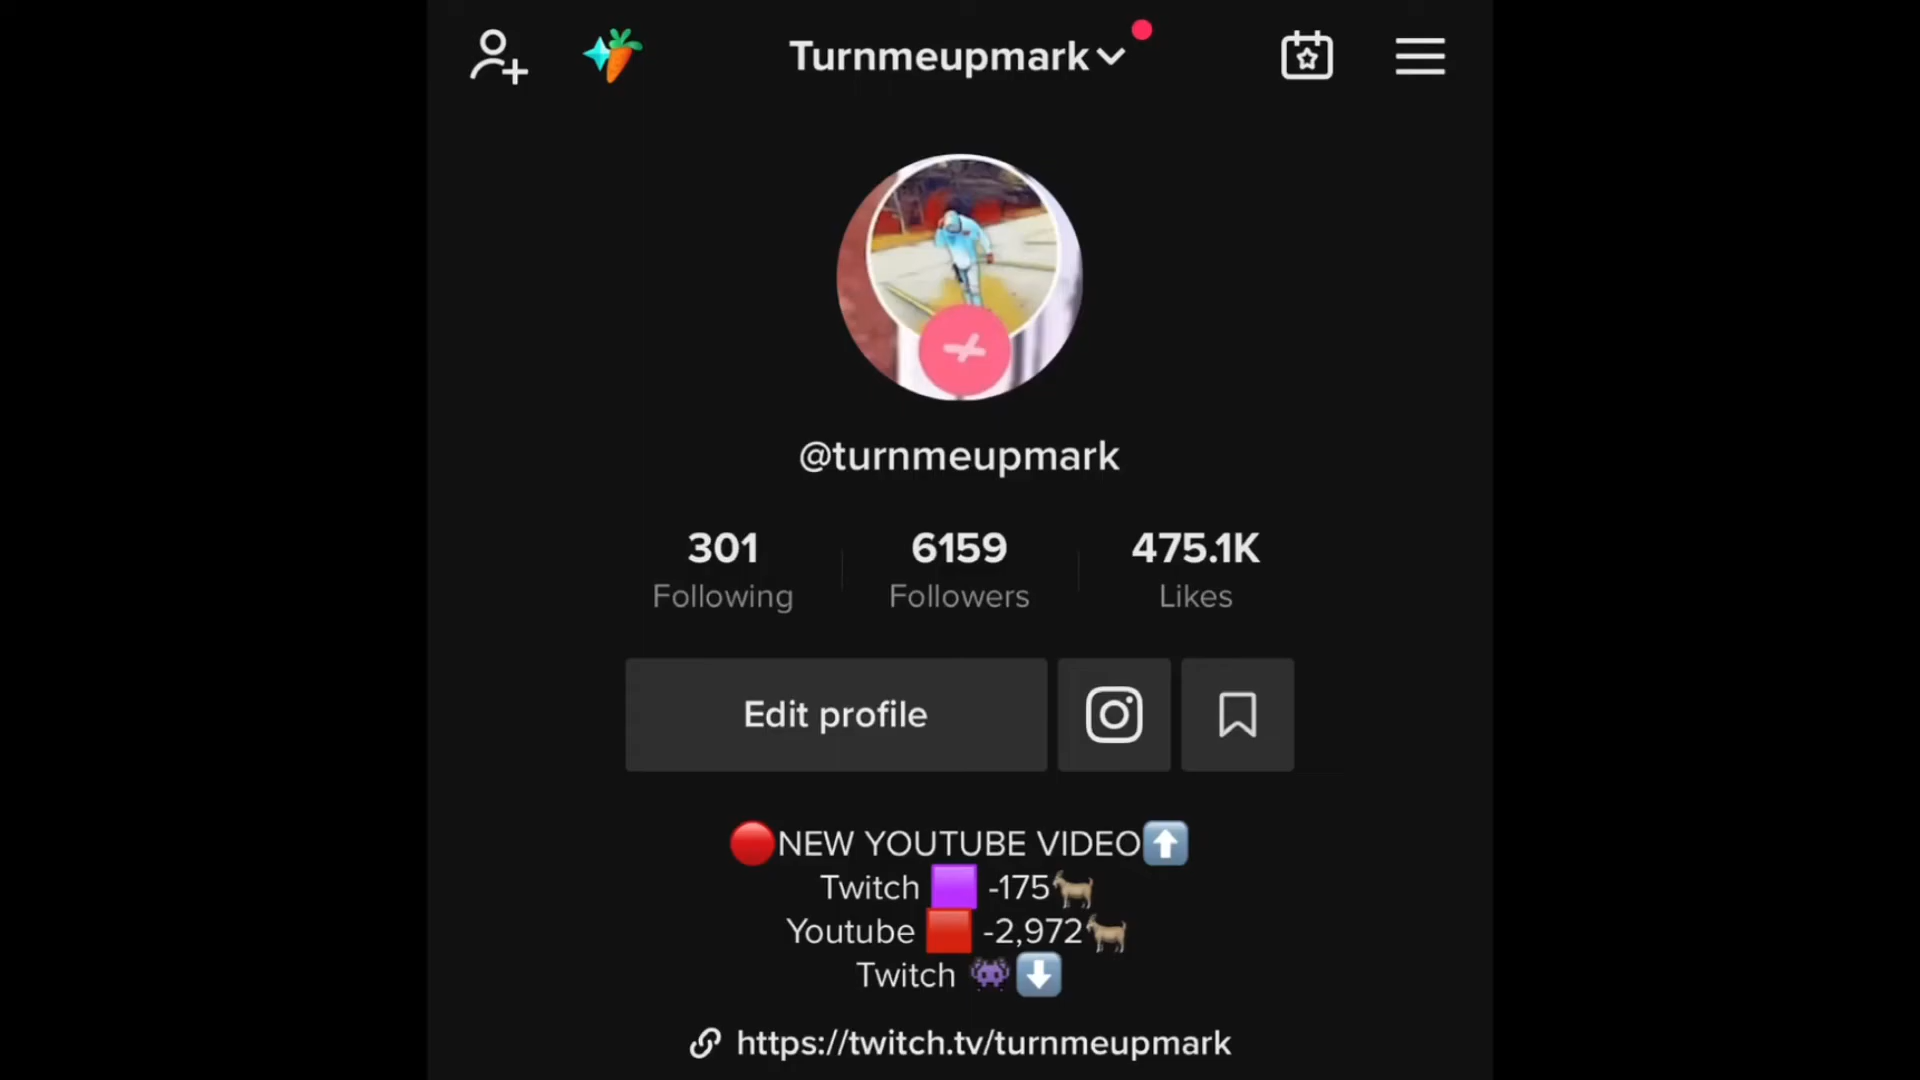 Turnmeupmark
@turnmeupmark
301 6159 475.1K
Following Followers Likes
Edit profile
🔴NEW YOUTUBE VIDEO⬆️
Twitch 🟪 -175🐐
Youtube 🟥 -2,972🐐
Twitch 👾⬇️
https://twitch.tv/turnmeupmark